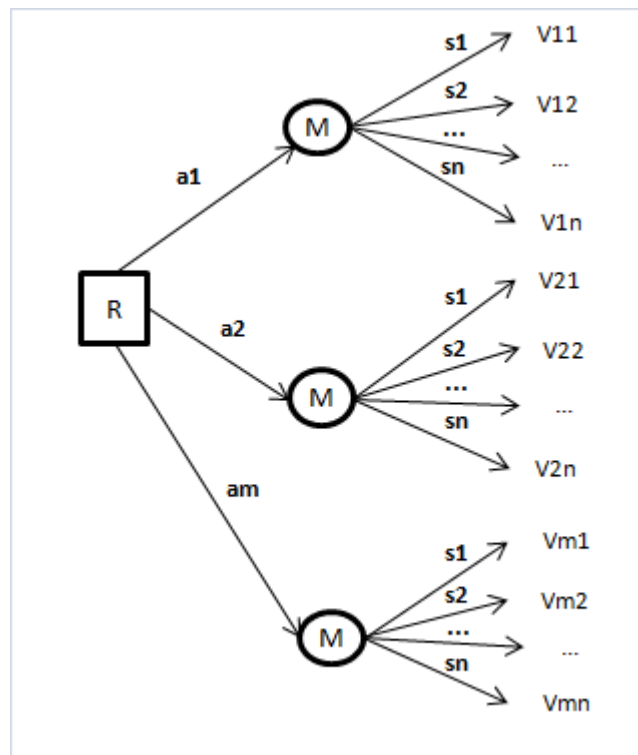 s1
V11
s2
V12
M
...
...
sn
a1
V1n
R
s1
V21
a2
s2
V22
M
...
...
sn
V2n
am
s1
Vm1
s2
Vm2
M
...
...
sn
Vmn